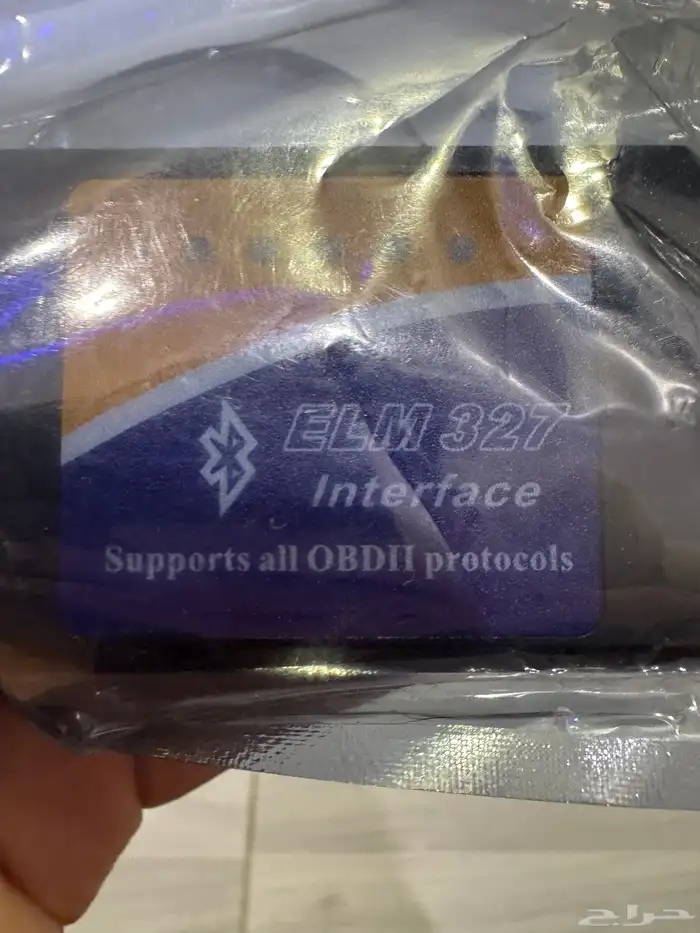 ELM 327
Interface
Supports all OBDII protocols
حراج